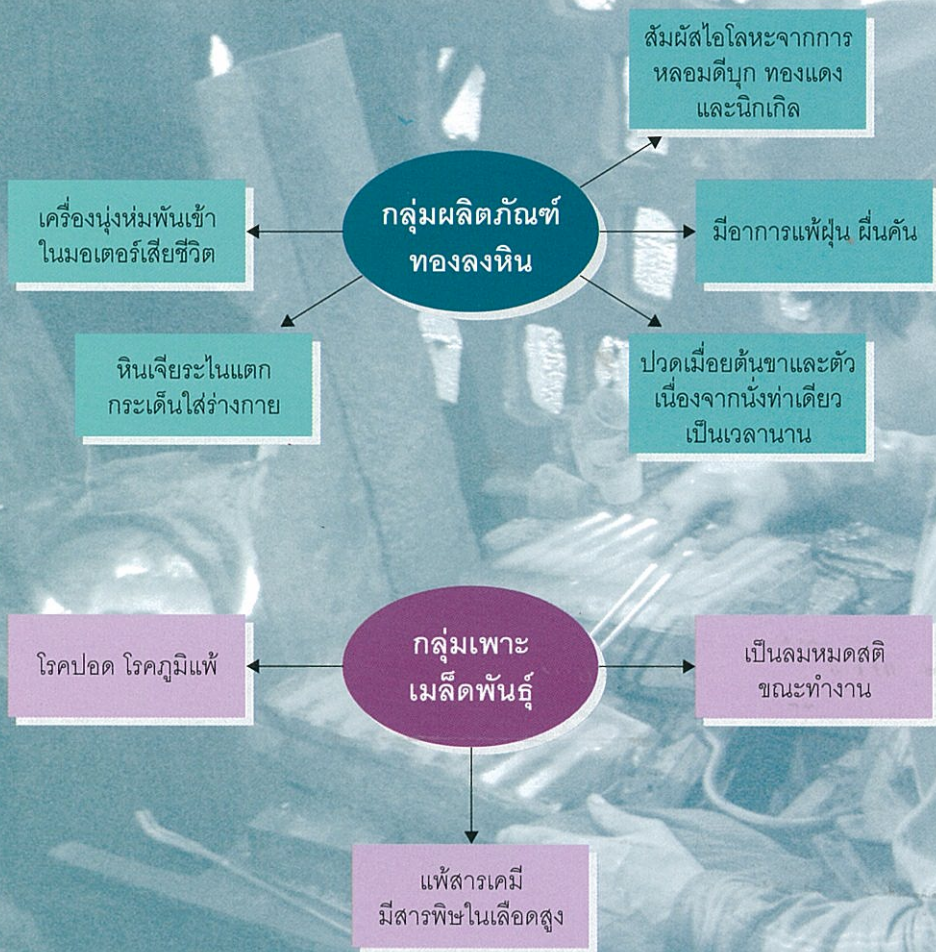 สัมผัสไอโลหะจากการ
หลอมดีบุก ทองแดง
และนิกเกิล
กลุ่มผลิตภัณฑ์
ทองลงหิน
เครื่องนุ่งห่มพันเข้า
ในมอเตอร์เสียชีวิต
มีอาการแพ้ฝุ่น ผื่นคัน
หินเจียระไนแตก
กระเด็นใส่ร่างกาย
ปวดเมื่อยต้นขาและตัว
เนื่องจากนั่งท่าเดียว
เป็นเวลานาน
กลุ่มเพาะ
เมล็ดพันธุ์
โรคปอด โรคภูมิแพ้
เป็นลมหมดสติ
ขณะทำงาน
แพ้สารเคมี
มีสารพิษในเลือดสูง